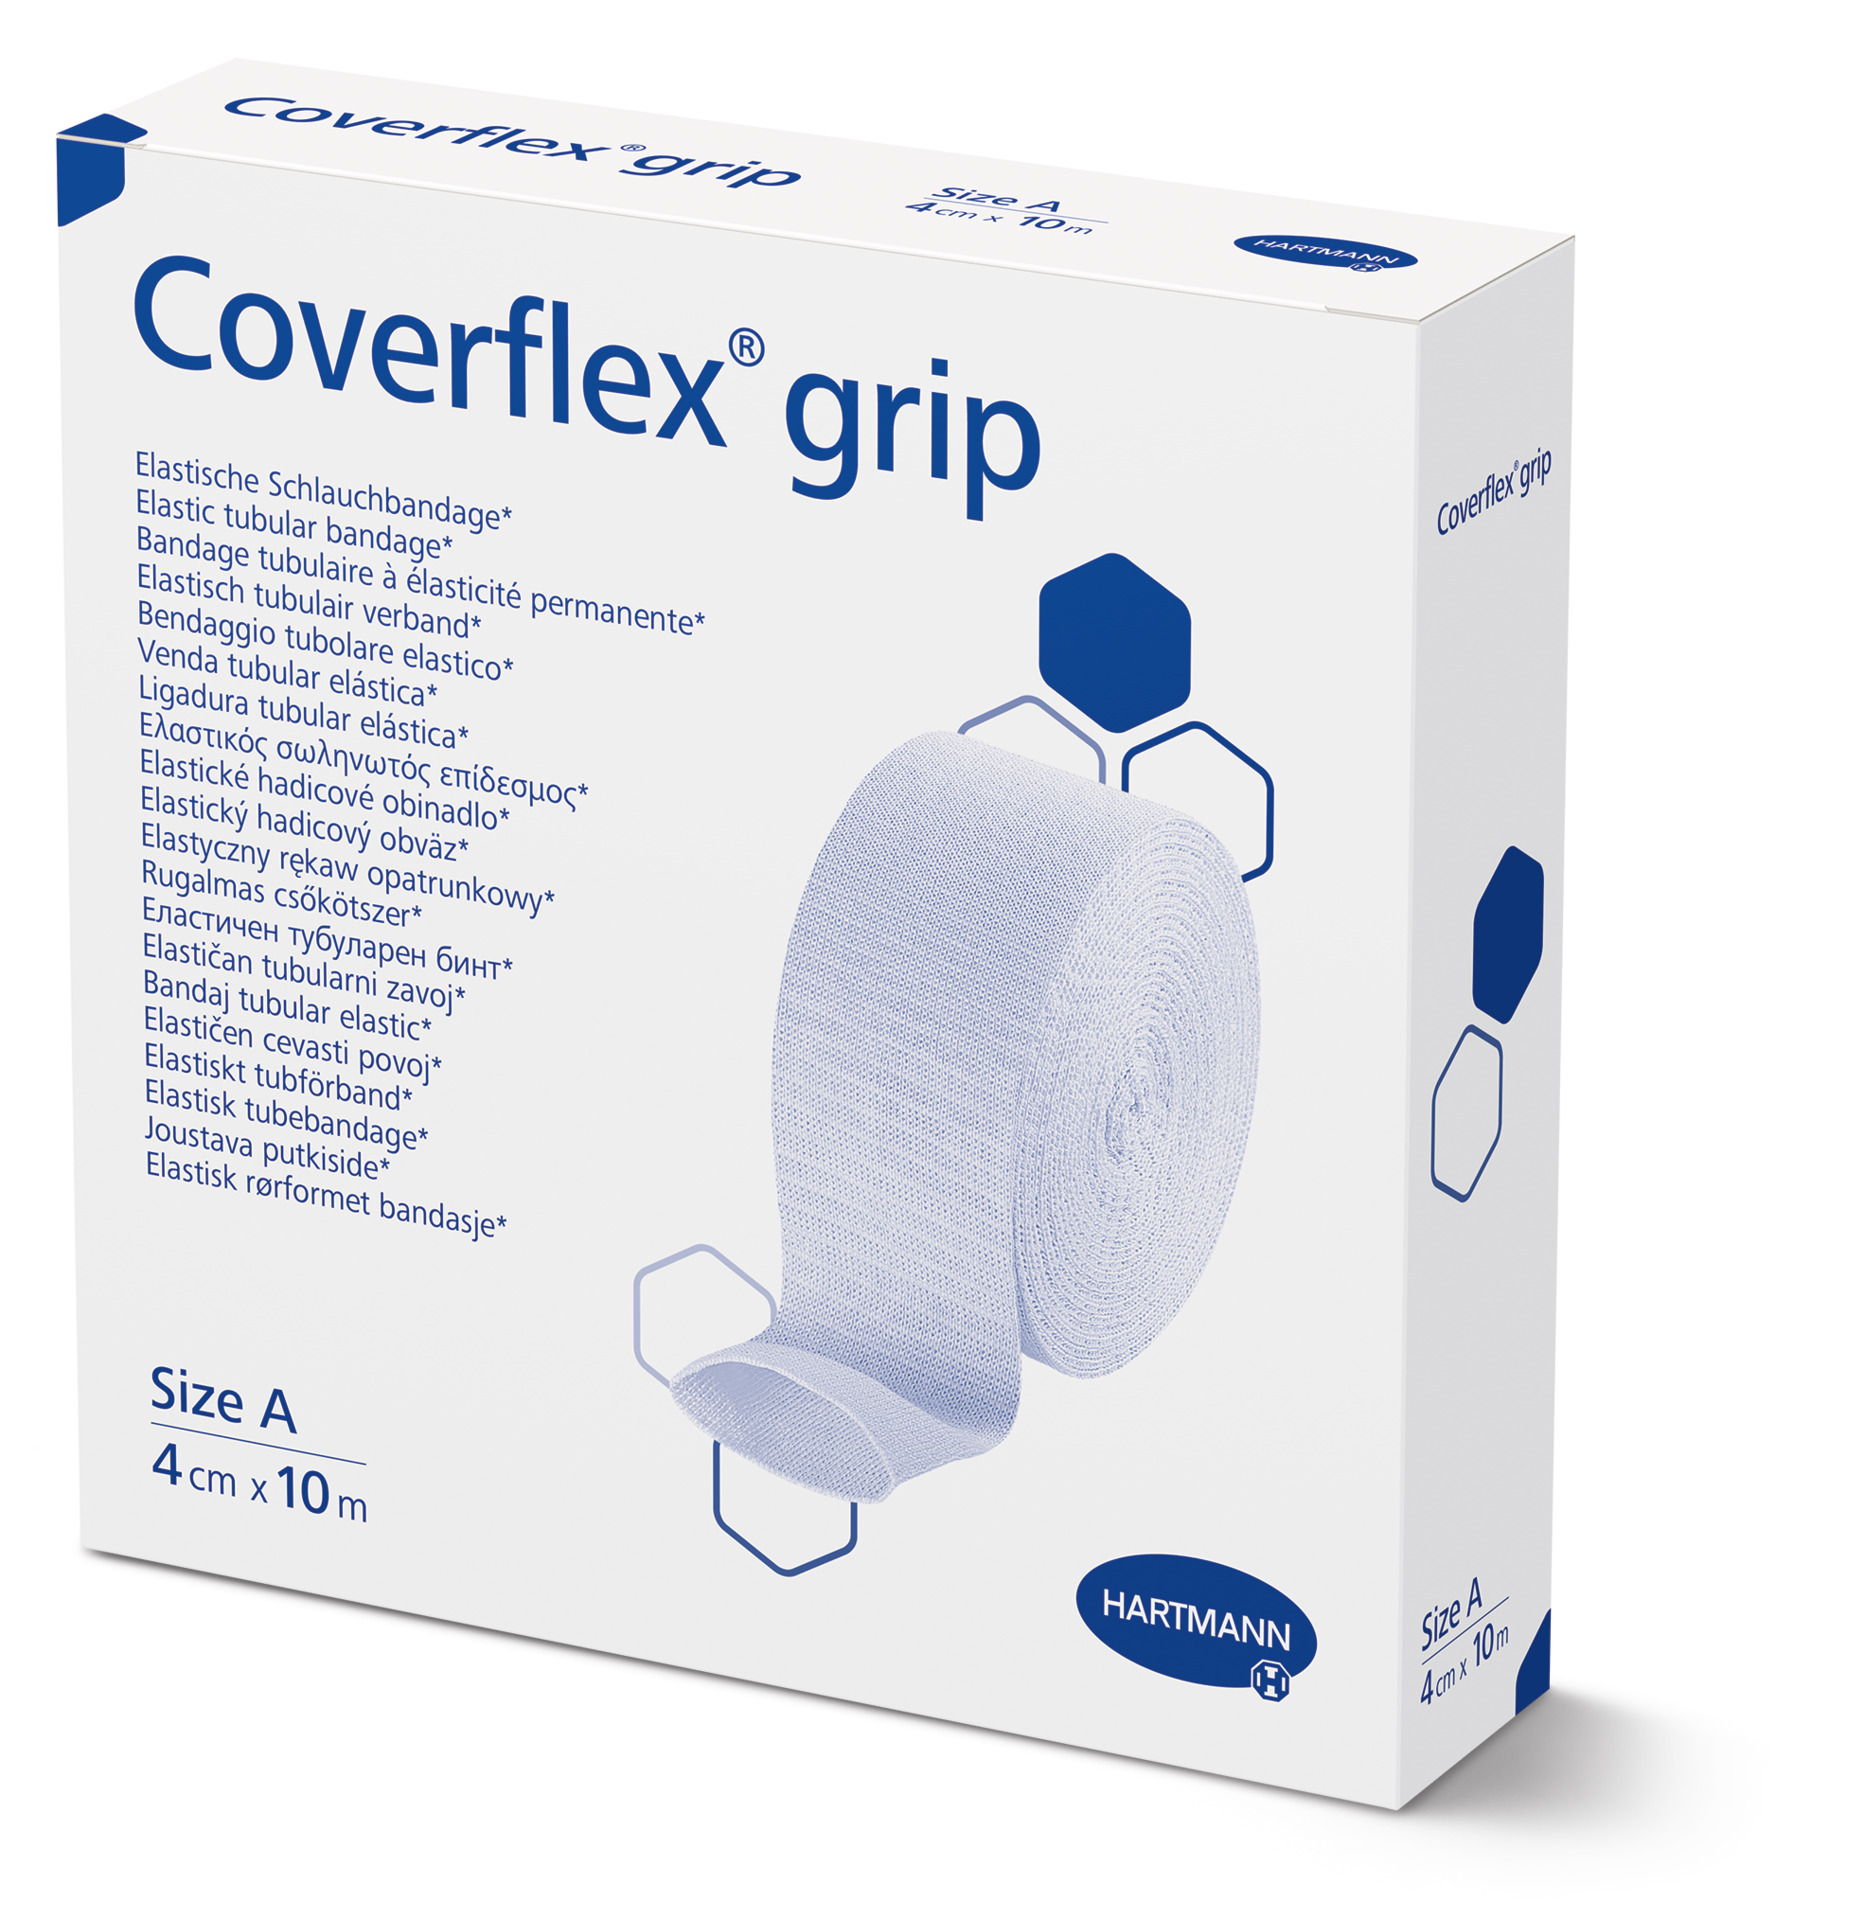 Coverflex® grip
Size A
4 cm x 10 m
HARTMANN
Coverflex® grip
Elastische Schlauchbandage*
Elastic tubular bandage*
Bandage tubulaire à élasticité permanente*
Elastisch tubulair verband*
Bendaggio tubolare elastico*
Venda tubular elástica*
Ligadura tubular elástica*
Ελαστικός σωληνωτός επίδεσμος*
Elastické hadicové obinadlo*
Elastický hadicový obväz*
Elastyczny rękaw opatrunkowy*
Rugalmas csőkötszer*
Еластичен тубуларен бинт*
Elastičan tubularni zavoj*
Bandaj tubular elastic*
Elastičen cevasti povoj*
Elastiskt tubförband*
Elastisk tubebandage*
Joustava putkiside*
Elastisk rørformet bandasje*
Size A
4 cm x 10 m
HARTMANN
Coverflex® grip
Size A
4 cm x 10 m